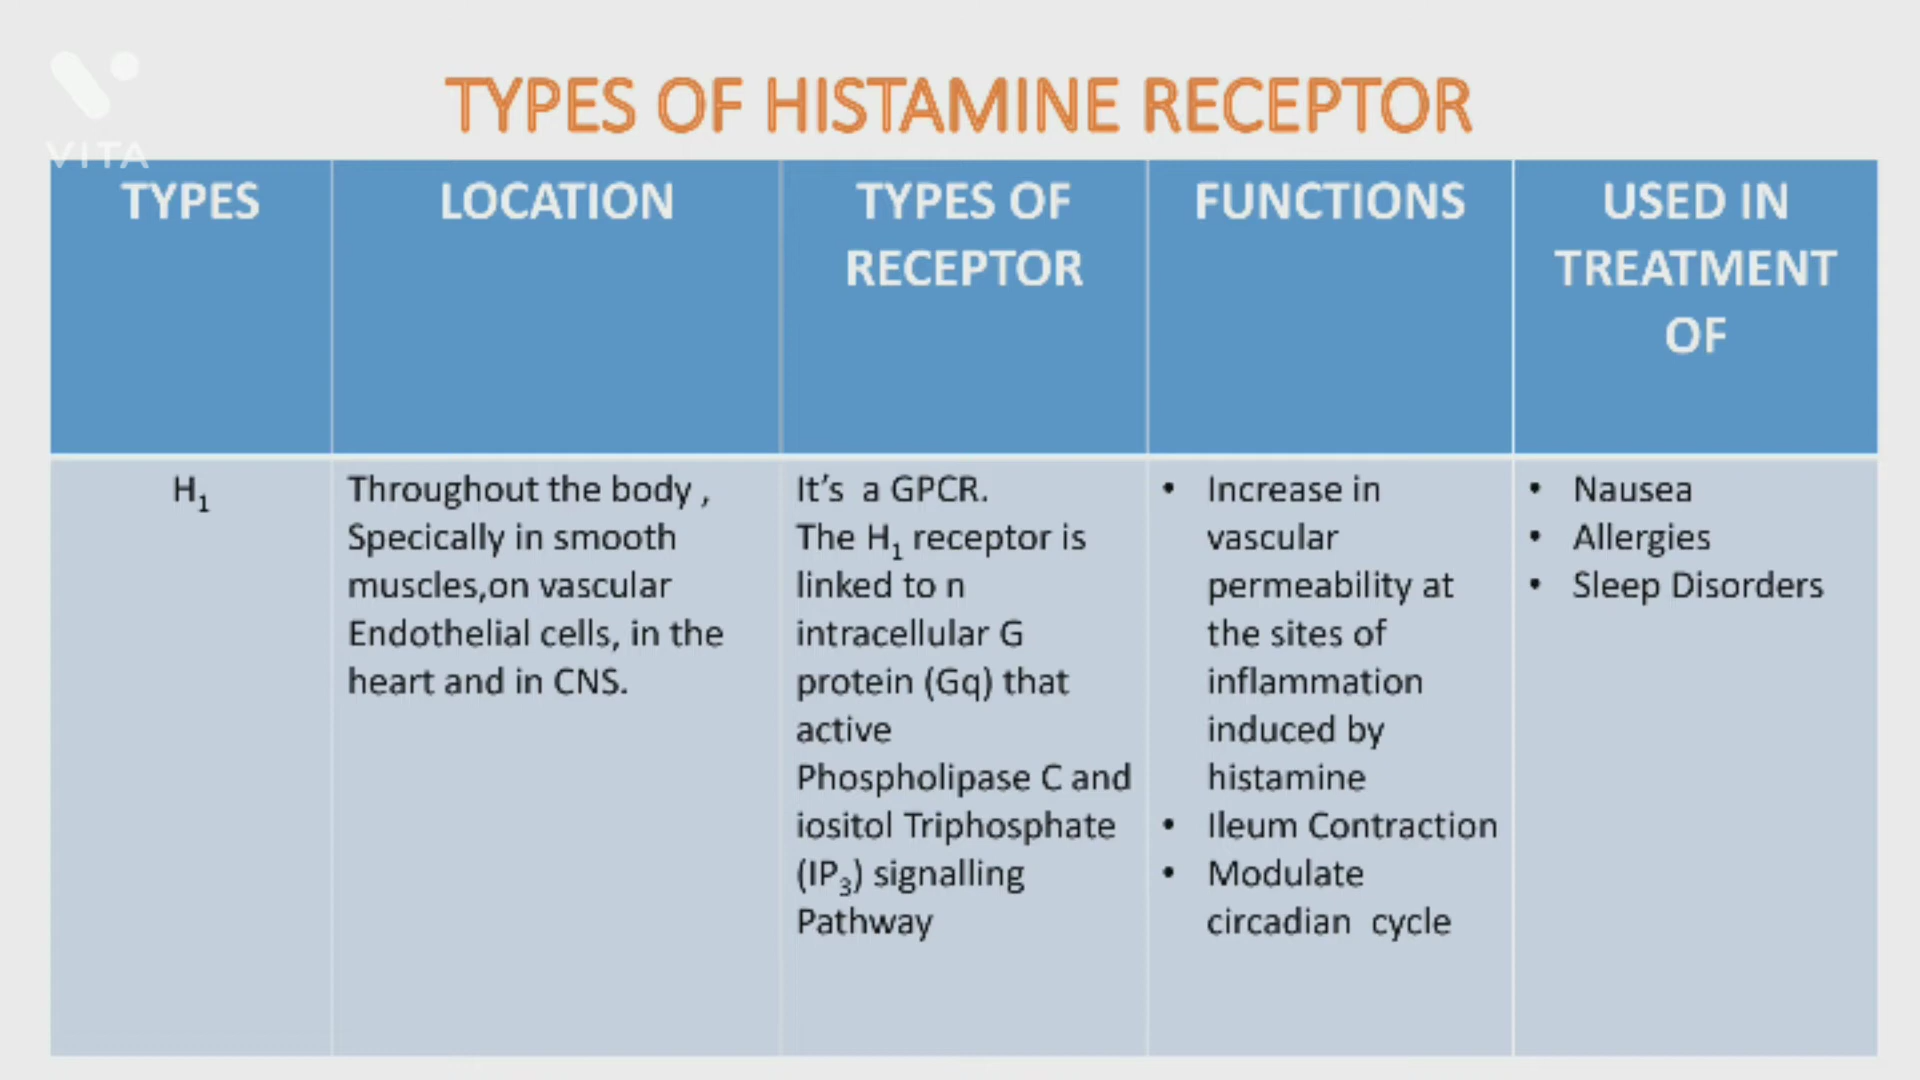 VITA
TYPES OF HISTAMINE RECEPTOR
TYPES
LOCATION
TYPES OF
RECEPTOR
FUNCTIONS
USED IN
TREATMENT
OF
H₁
Throughout the body ,
Specically in smooth
muscles,on vascular
Endothelial cells, in the
heart and in CNS.
It’s a GPCR.
The H₁ receptor is
linked to n
intracellular G
protein (Gq) that
active
Phospholipase C and
iositol Triphosphate
(IP₃) signalling
Pathway
• Increase in
vascular
permeability at
the sites of
inflammation
induced by
histamine
• Ileum Contraction
• Modulate
circadian cycle
• Nausea
• Allergies
• Sleep Disorders